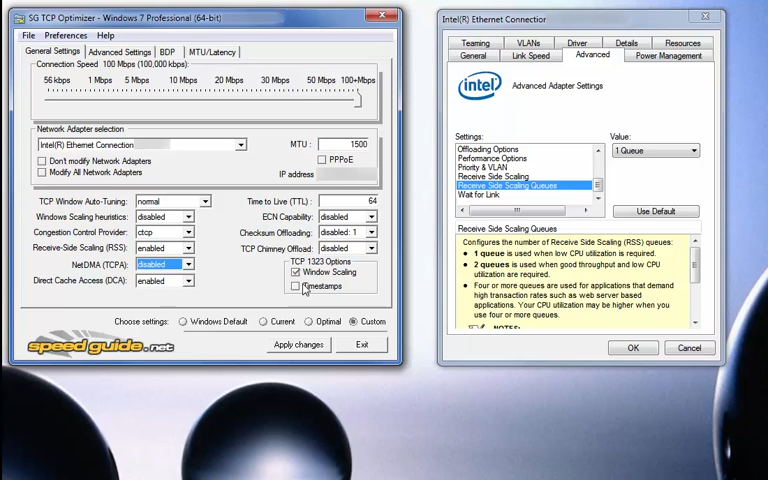 SG TCP Optimizer - Windows 7 Professional (64-bit)
File Preferences Help
General Settings Advanced Settings BDP MTU/Latency
Connection Speed: 100 Mbps (100,000 kbps):
56 kbps 1 Mbps 5 Mbps 10 Mbps 20 Mbps 30 Mbps 50 Mbps 100+Mbps
Network Adapter selection
Intel(R) Ethernet Connection
Don't modify Network Adapters
Modify All Network Adapters
MTU: 1500
PPPoE
IP address
TCP Window Auto-Tuning: normal
Windows Scaling heuristics: disabled
Congestion Control Provider: ctcp
Receive-Side Scaling (RSS): enabled
NetDMA (TCPA): disabled
Direct Cache Access (DCA): enabled
Time to Live (TTL): 64
ECN Capability: disabled
Checksum Offloading: disabled: 1
TCP Chimney Offload: disabled
TCP 1323 Options
Window Scaling
Timestamps
Choose settings: Windows Default Current Optimal Custom
speedguide.net
Apply changes Exit
Intel(R) Ethernet Connection
Teaming VLANs Driver Details Resources
General Link Speed Advanced Power Management
intel
Advanced Adapter Settings
Settings:
Offloading Options
Performance Options
Priority & VLAN
Receive Side Scaling
Receive Side Scaling Queues
Wait for Link
Value:
1 Queue
Use Default
Receive Side Scaling Queues
Configures the number of Receive Side Scaling (RSS) queues:
• 1 queue is used when low CPU utilization is required.
• 2 queues is used when good throughput and low CPU
utilization are required.
• Four or more queues are used for applications that demand
high transaction rates such as web server based
applications. Your CPU utilization may be higher when you
use four or more queues.
NOTES:
OK Cancel